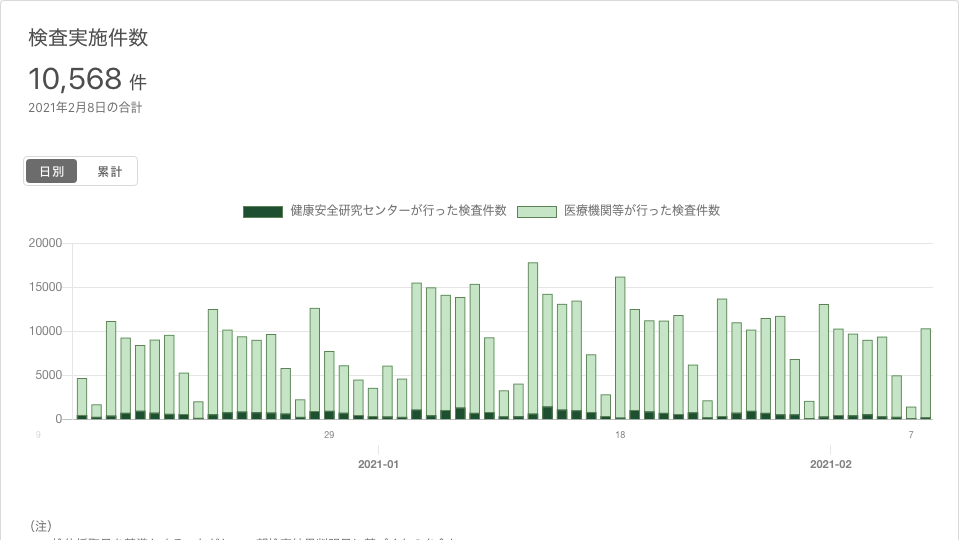 検査実施件数
10,568 件
2021年2月8日の合計
日別 累計
健康安全研究センターが行った検査件数 医療機関等が行った検査件数
20000
15000
10000
5000
0
9 29 18 7
2021-01 2021-02
（注）